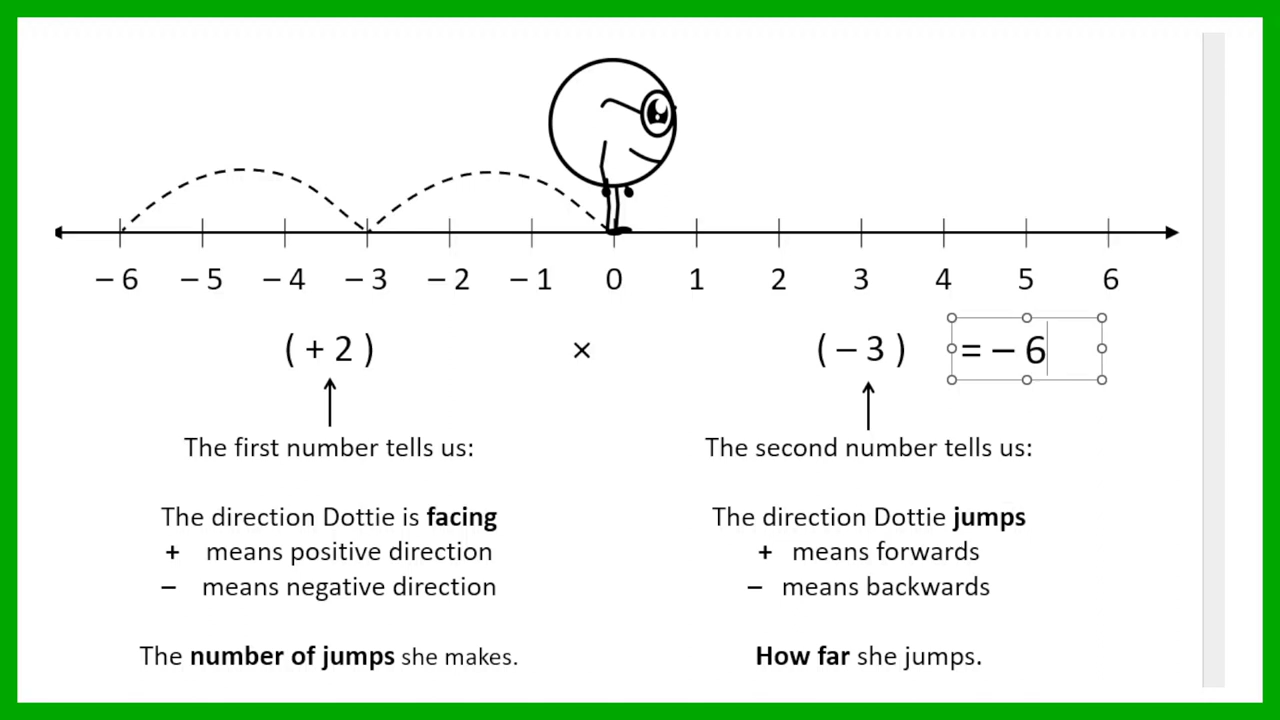 – 6 – 5 – 4 – 3 – 2 – 1 0 1 2 3 4 5 6
( + 2 ) × ( – 3 ) = – 6
The first number tells us:
The second number tells us:
The direction Dottie is facing
+ means positive direction
– means negative direction
The direction Dottie jumps
+ means forwards
– means backwards
The number of jumps she makes.
How far she jumps.